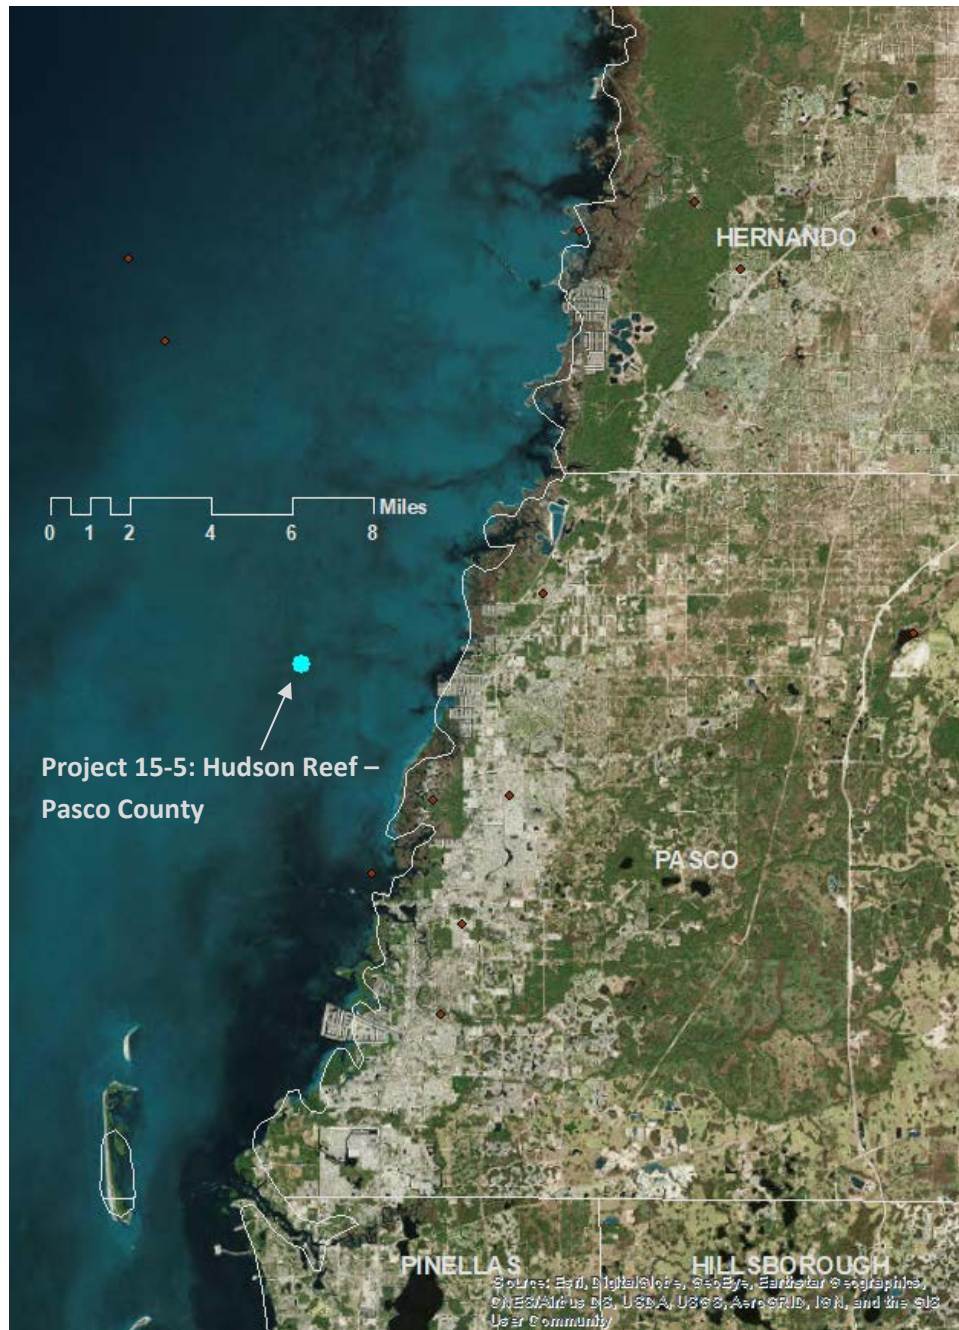 HERNANDO
Miles
0 1 2 4 6 8
Project 15-5: Hudson Reef –
Pasco County
PASCO
PINELLAS HILLSBOROUGH
Source: Esri, DigitalGlobe, GeoEye, Earthstar Geographics,
CNES/Airbus DS, USDA, USGS, AeroGRID, IGN, and the GIS
User Community